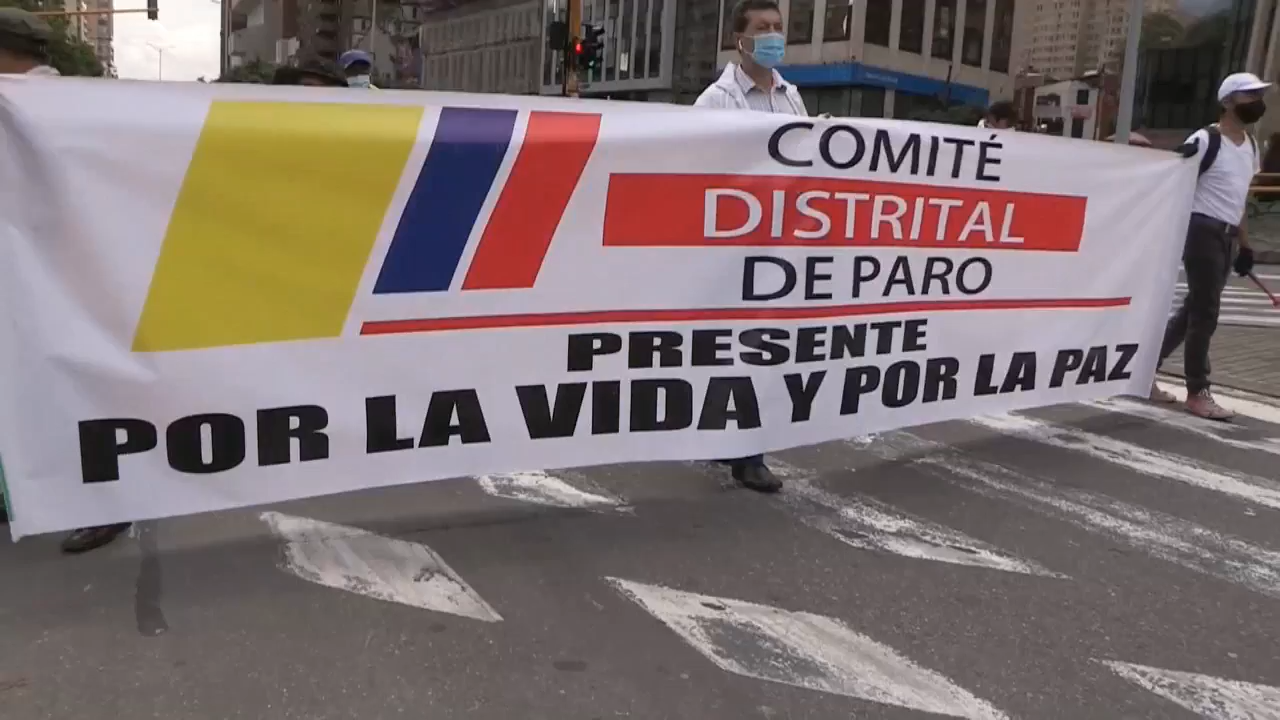 COMITÉ
DISTRITAL
DE PARO
PRESENTE
POR LA VIDA Y POR LA PAZ